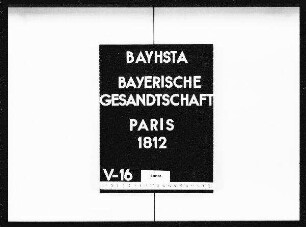 BAYHSTA
BAYERISCHE
GESANDTSCHAFT
PARIS
1812
V-16